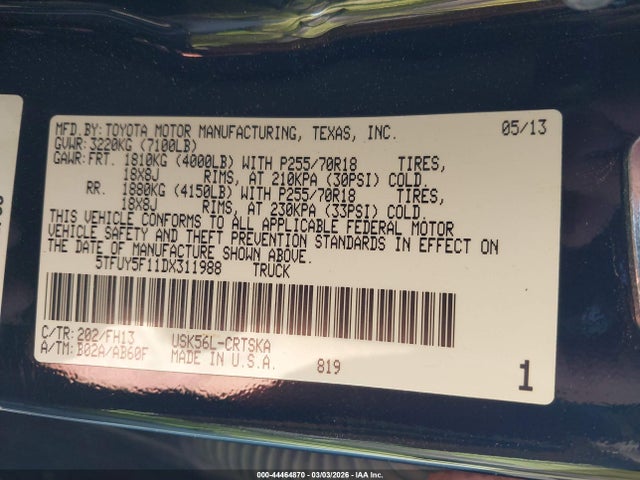 MFD.BY:TOYOTA MOTOR MANUFACTURING, TEXAS, INC. 05/13
GVWR:3220KG (7100LB)
GAWR:FRT. 1810KG (4000LB) WITH P255/70R18 TIRES,
18X8J RIMS, AT 210KPA (30PSI) COLD
RR. 1880KG (4150LB) WITH P255/70R18 TIRES,
18X8J RIMS, AT 230KPA (33PSI) COLD.
THIS VEHICLE CONFORMS TO ALL APPLICABLE FEDERAL MOTOR
VEHICLE SAFETY AND THEFT PREVENTION STANDARDS IN EFFECT ON
THE DATE OF MANUFACTURE SHOWN ABOVE.
5TFUY5F11DX311988 TRUCK
C/TR:202/FH13 USK56L-CRTSKA
A/TM:B02A/AB60F MADE IN U.S.A. 819
1
000-44464870 - 03/03/2026 - IAA Inc.